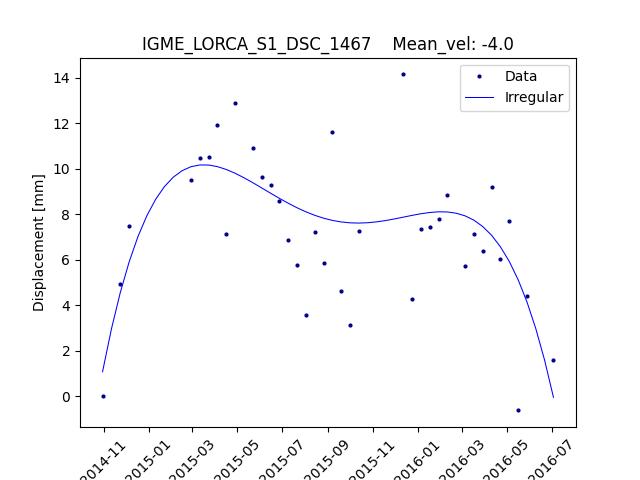 IGME_LORCA_S1_DSC_1467    Mean_vel: -4.0
Data
Irregular
Displacement [mm]
14
12
10
8
6
4
2
0
2014-11 2015-01 2015-03 2015-05 2015-07 2015-09 2015-11 2016-01 2016-03 2016-05 2016-07